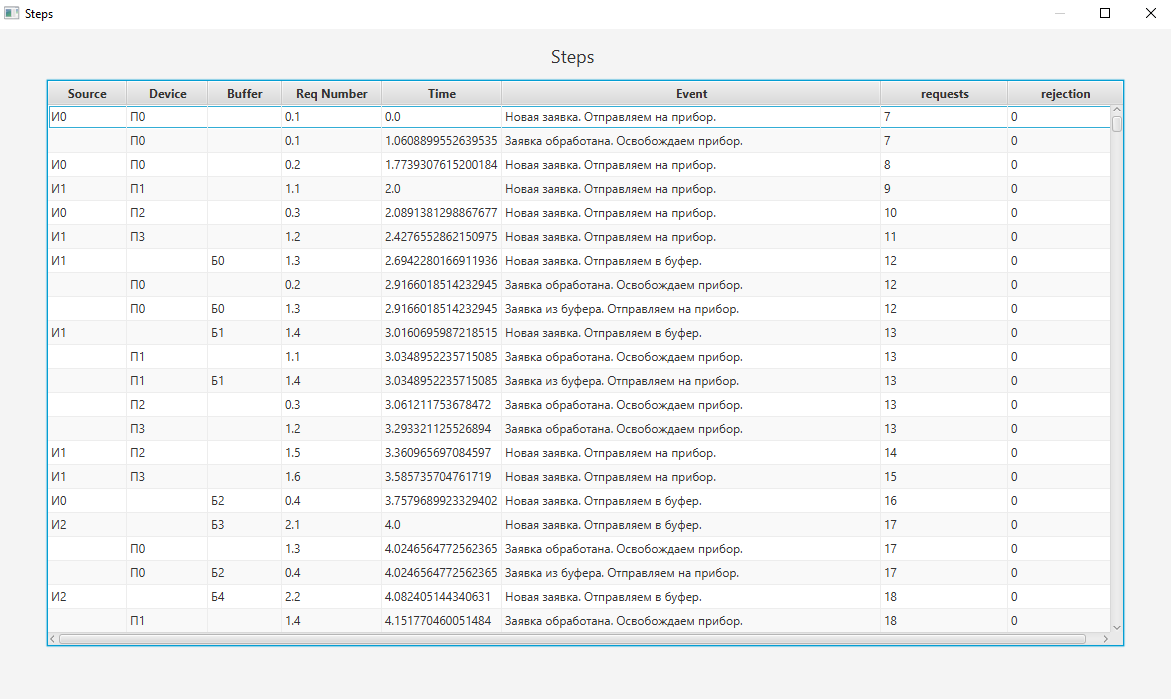 Steps
Steps
Source Device Buffer Req Number Time Event requests rejection
И0 П0 0.1 0.0 Новая заявка. Отправляем на прибор. 7 0
П0 0.1 1.0608899552639535 Заявка обработана. Освобождаем прибор. 7 0
И0 П0 0.2 1.7739307615200184 Новая заявка. Отправляем на прибор. 8 0
И1 П1 1.1 2.0 Новая заявка. Отправляем на прибор. 9 0
И0 П2 0.3 2.0891381298867677 Новая заявка. Отправляем на прибор. 10 0
И1 П3 1.2 2.4276552862150975 Новая заявка. Отправляем на прибор. 11 0
И1 Б0 1.3 2.6942280166911936 Новая заявка. Отправляем в буфер. 12 0
П0 0.2 2.9166018514232945 Заявка обработана. Освобождаем прибор. 12 0
П0 Б0 1.3 2.9166018514232945 Заявка из буфера. Отправляем на прибор. 12 0
И1 Б1 1.4 3.0160695987218515 Новая заявка. Отправляем в буфер. 13 0
П1 1.1 3.0348952235715085 Заявка обработана. Освобождаем прибор. 13 0
П1 Б1 1.4 3.0348952235715085 Заявка из буфера. Отправляем на прибор. 13 0
П2 0.3 3.061211753678472 Заявка обработана. Освобождаем прибор. 13 0
П3 1.2 3.293321125526894 Заявка обработана. Освобождаем прибор. 13 0
И1 П2 1.5 3.360965697084597 Новая заявка. Отправляем на прибор. 14 0
И1 П3 1.6 3.585735704761719 Новая заявка. Отправляем на прибор. 15 0
И0 Б2 0.4 3.7579689923329402 Новая заявка. Отправляем в буфер. 16 0
И2 Б3 2.1 4.0 Новая заявка. Отправляем в буфер. 17 0
П0 1.3 4.0246564772562365 Заявка обработана. Освобождаем прибор. 17 0
П0 Б2 0.4 4.0246564772562365 Заявка из буфера. Отправляем на прибор. 17 0
И2 Б4 2.2 4.082405144340631 Новая заявка. Отправляем в буфер. 18 0
П1 1.4 4.151770460051484 Заявка обработана. Освобождаем прибор. 18 0